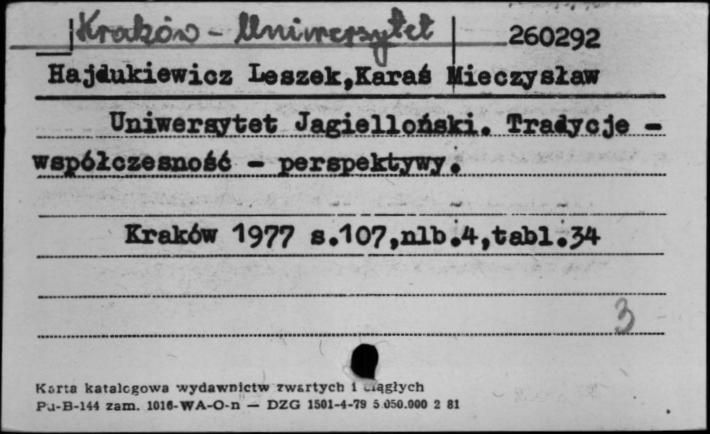 Kraków - Uniwersytet 260292
Hajdukiewicz Leszek,Karaś Mieczysław
Uniwersytet Jagielloński. Tradycje -
współczesność - perspektywy.
Kraków 1977 s.107,nlb.4,tabl.34
3
Karta katalogowa wydawnictw zwartych i ciągłych
Pu-B-144 zam. 1016-WA-O-n — DZG 1501-4-79 5.050.000 2 81